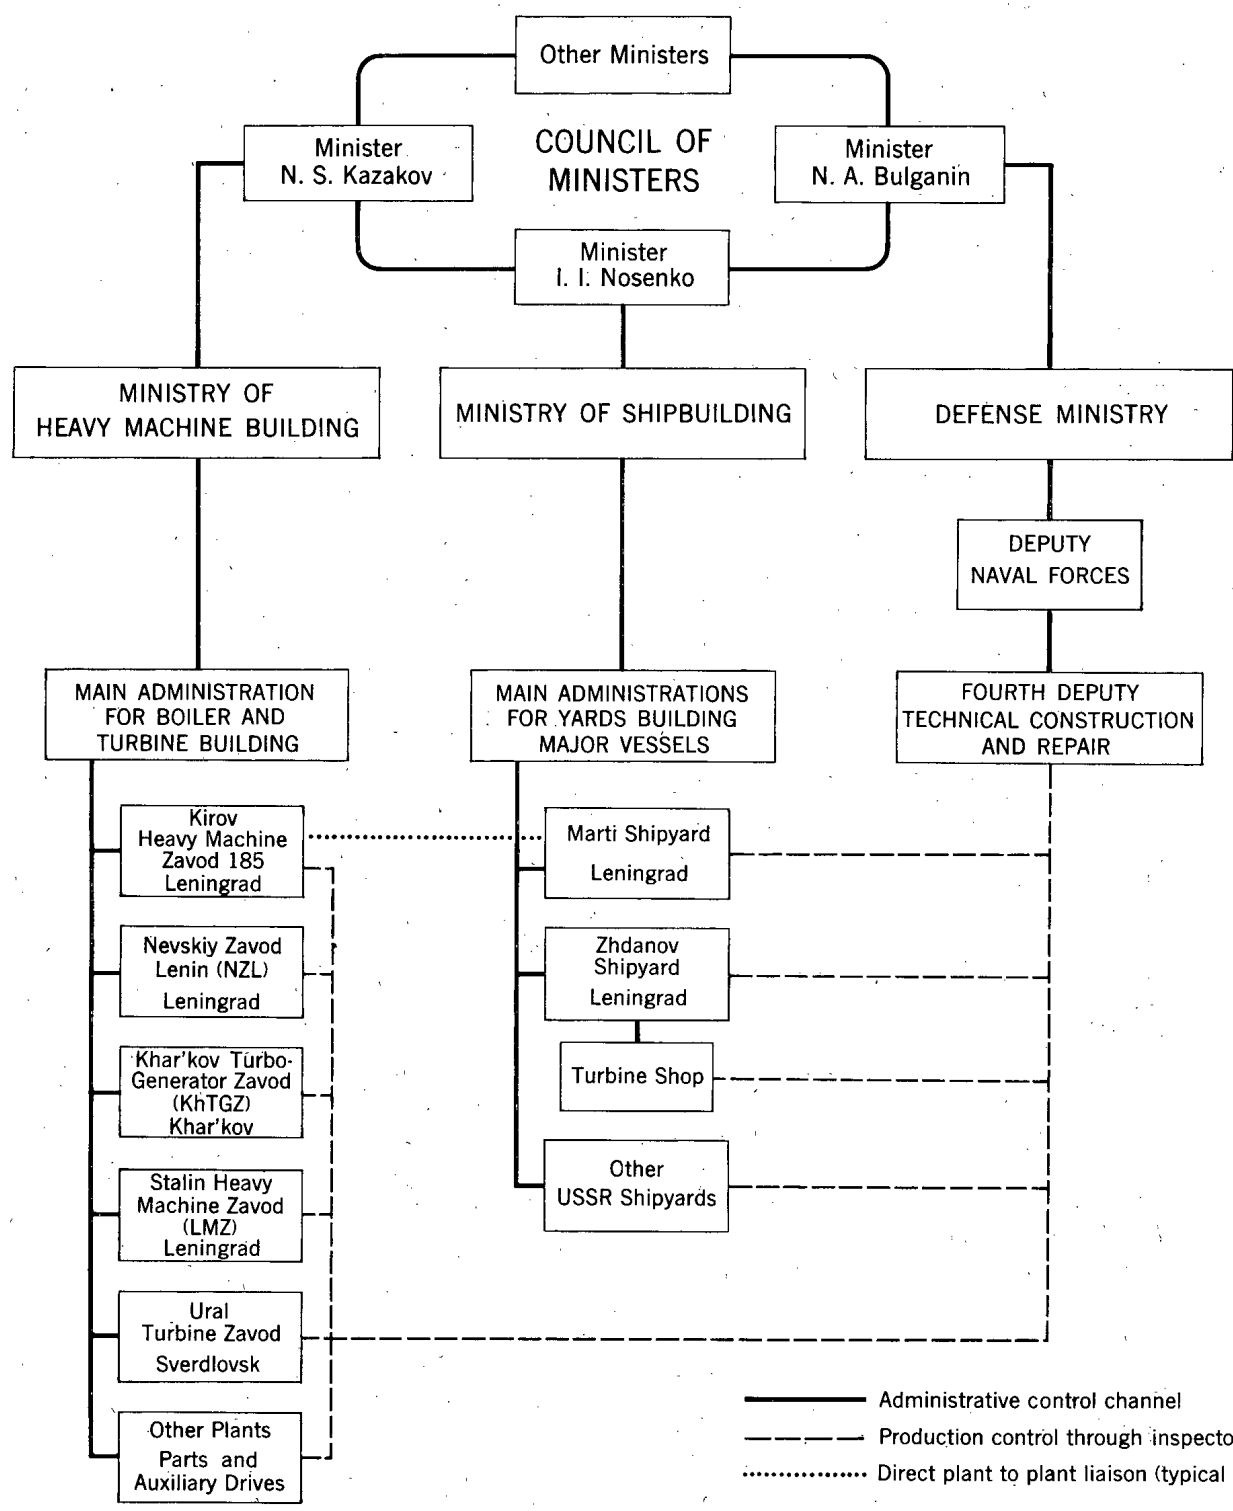 Other Ministers
COUNCIL OF
MINISTERS
Minister
N. S. Kazakov
Minister
N. A. Bulganin
Minister
I. I. Nosenko
MINISTRY OF
HEAVY MACHINE BUILDING
MINISTRY OF SHIPBUILDING
DEFENSE MINISTRY
DEPUTY
NAVAL FORCES
MAIN ADMINISTRATION
FOR BOILER AND
TURBINE BUILDING
MAIN ADMINISTRATIONS
FOR YARDS BUILDING
MAJOR VESSELS
FOURTH DEPUTY
TECHNICAL CONSTRUCTION
AND REPAIR
Kirov
Heavy Machine
Zavod 185
Leningrad
Nevskiy Zavod
Lenin (NZL)
Leningrad
Khar'kov Turbo-
Generator Zavod
(KhTGZ)
Khar'kov
Stalin Heavy
Machine Zavod
(LMZ)
Leningrad
Ural
Turbine Zavod
Sverdlovsk
Other Plants
Parts and
Auxiliary Drives
Marti Shipyard
Leningrad
Zhdanov
Shipyard
Leningrad
Turbine Shop
Other
USSR Shipyards
Administrative control channel
Production control through inspecto
Direct plant to plant liaison (typical